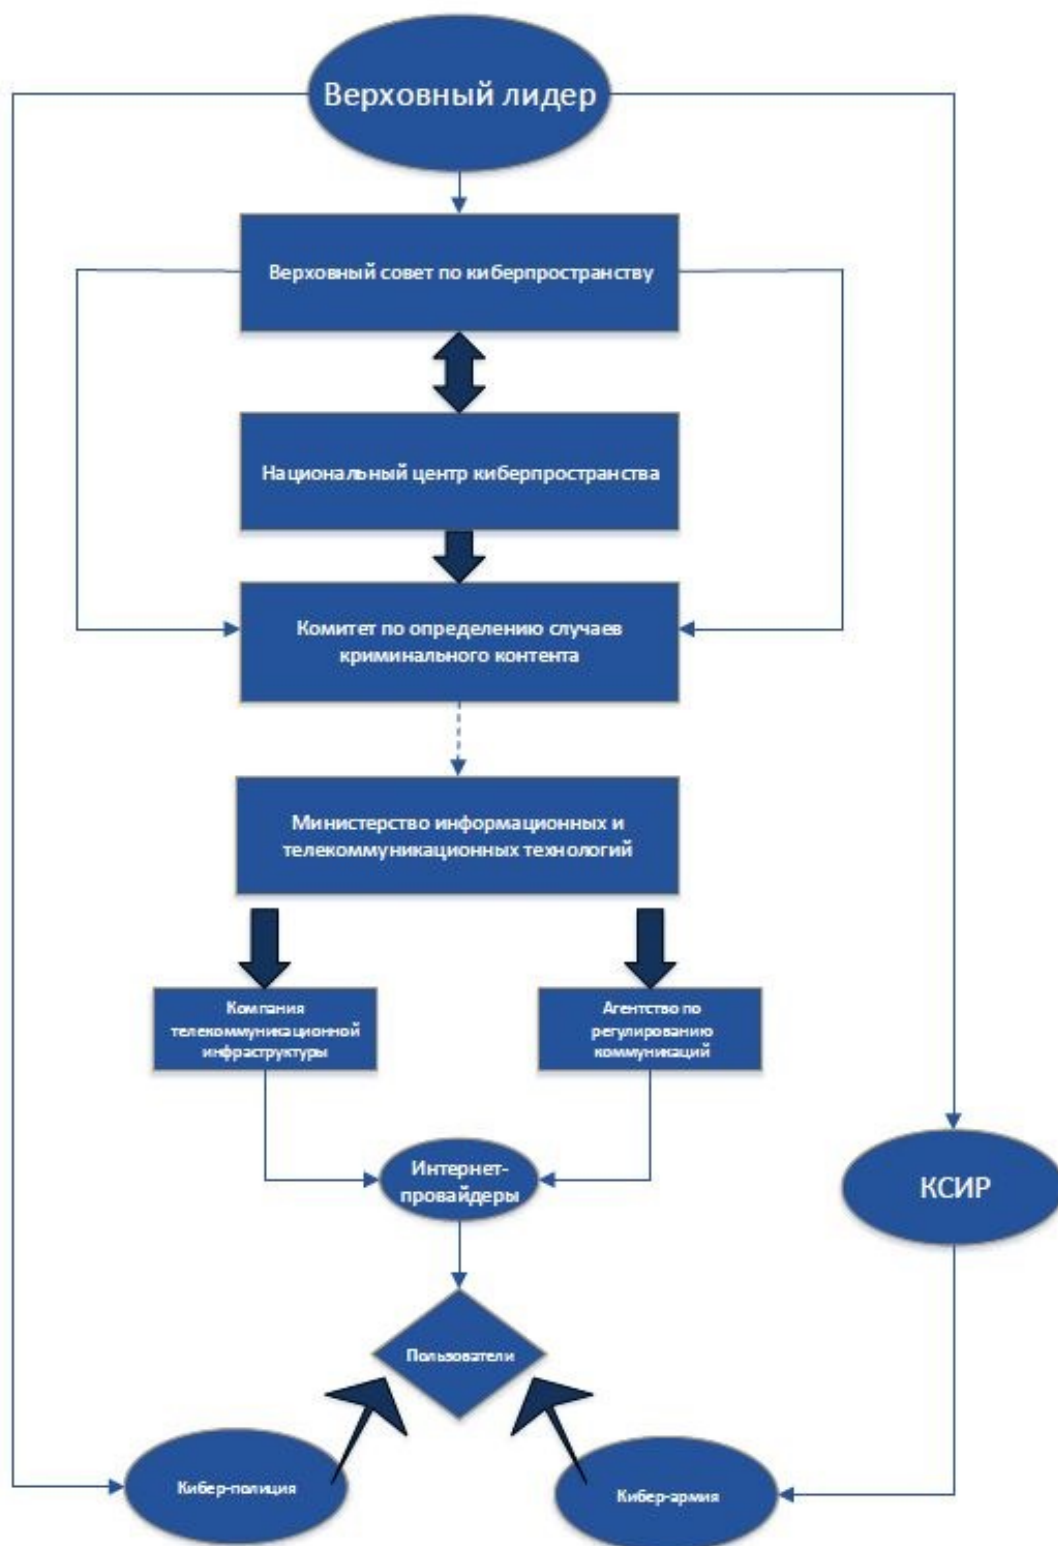 Верховный лидер
Верховный совет по киберпространству
Национальный центр киберпространства
Комитет по определению случаев
криминального контента
Министерство информационных и
телекоммуникационных технологий
Компания
телекоммуникационной
инфраструктуры
Агентство по
регулированию
коммуникаций
Интернет-
провайдеры
КСИР
Пользователи
Кибер-полиция
Кибер-армия